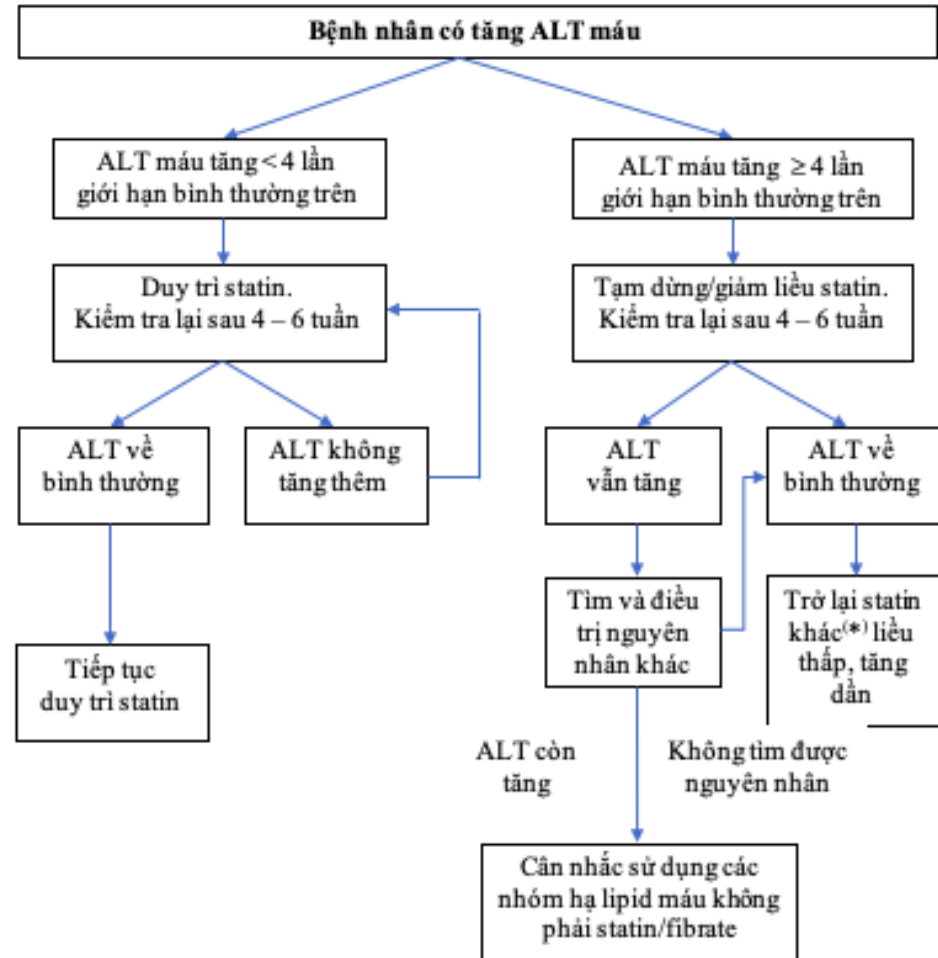 Bệnh nhân có tăng ALT máu
ALT máu tăng < 4 lần
giới hạn bình thường trên
ALT máu tăng ≥ 4 lần
giới hạn bình thường trên
Duy trì statin.
Kiểm tra lại sau 4 – 6 tuần
Tạm dừng/giảm liều statin.
Kiểm tra lại sau 4 – 6 tuần
ALT về
bình thường
ALT không
tăng thêm
ALT
vẫn tăng
ALT về
bình thường
Tiếp tục
duy trì statin
Tìm và điều
trị nguyên
nhân khác
Trở lại statin
khác(*) liều
thấp, tăng
dần
ALT còn
tăng
Không tìm được
nguyên nhân
Cân nhắc sử dụng các
nhóm hạ lipid máu không
phải statin/fibrate